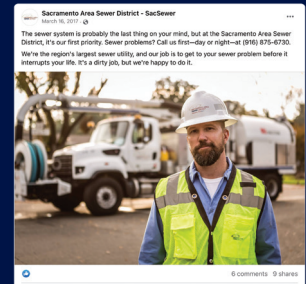 Sacramento Area Sewer District - SacSewer
March 16, 2017
The sewer system is probably the last thing on your mind, but at the Sacramento Area Sewer
District, it's our first priority. Sewer problems? Call us first—day or night—at (916) 875-6730.
We're the region's largest sewer utility, and our job is to get to your sewer problem before it
interrupts your life. It's a dirty job, but we're happy to do it.
6 comments 9 shares